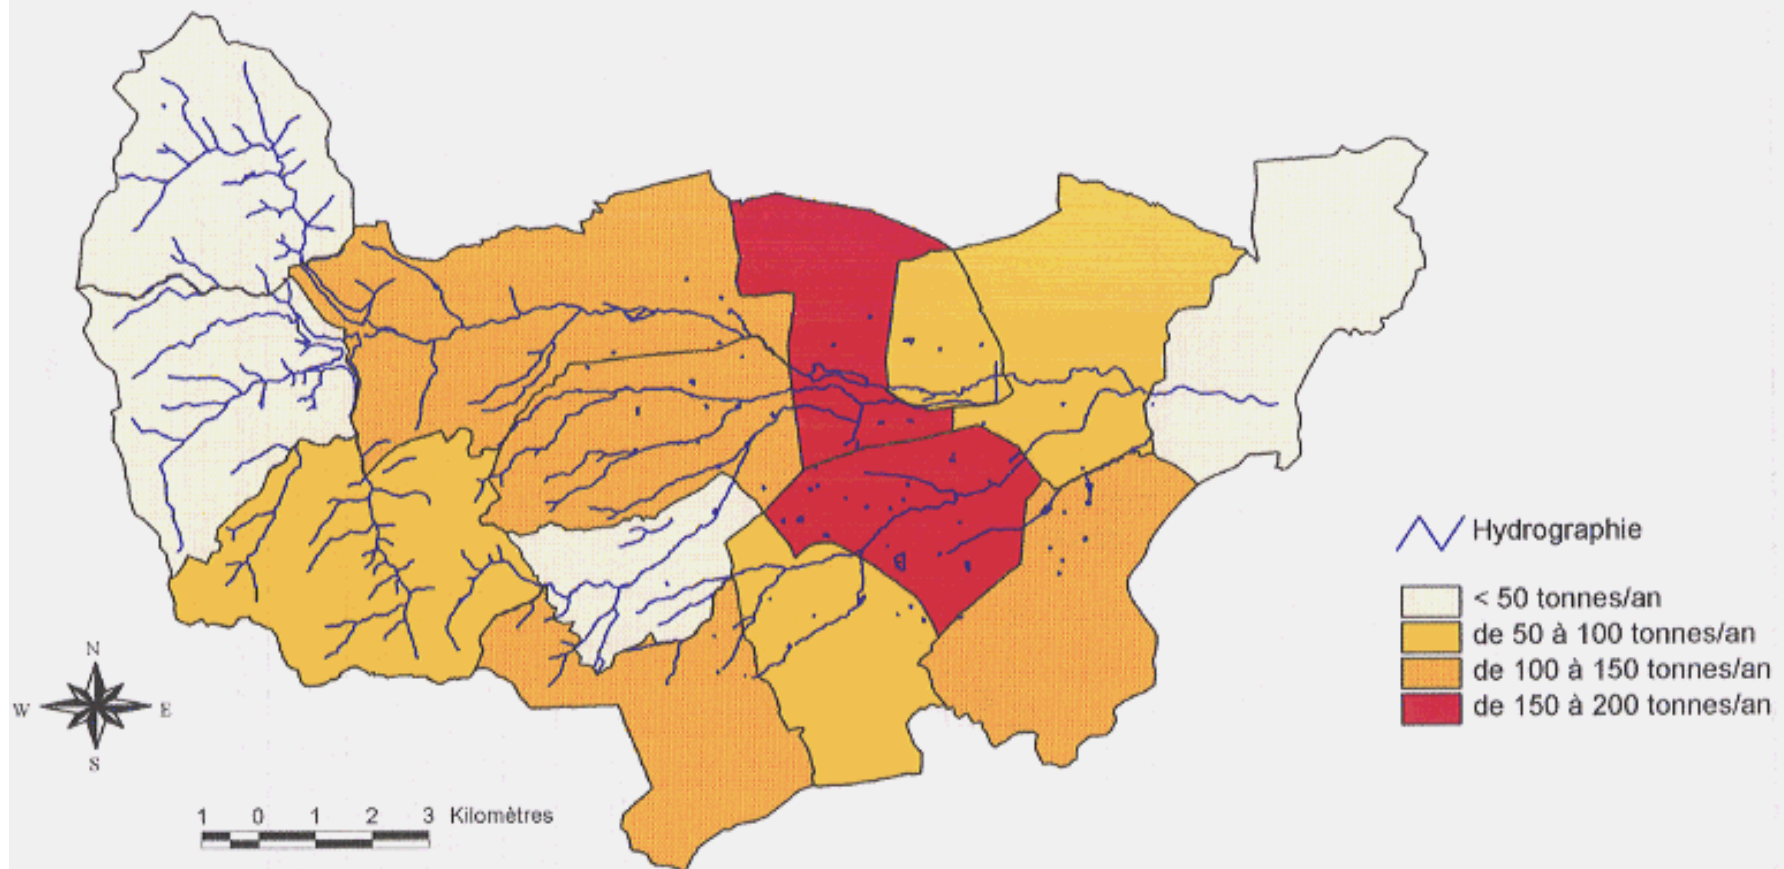 Hydrographie
< 50 tonnes/an
de 50 à 100 tonnes/an
de 100 à 150 tonnes/an
de 150 à 200 tonnes/an
N
W E
S
1 0 1 2 3 Kilomètres